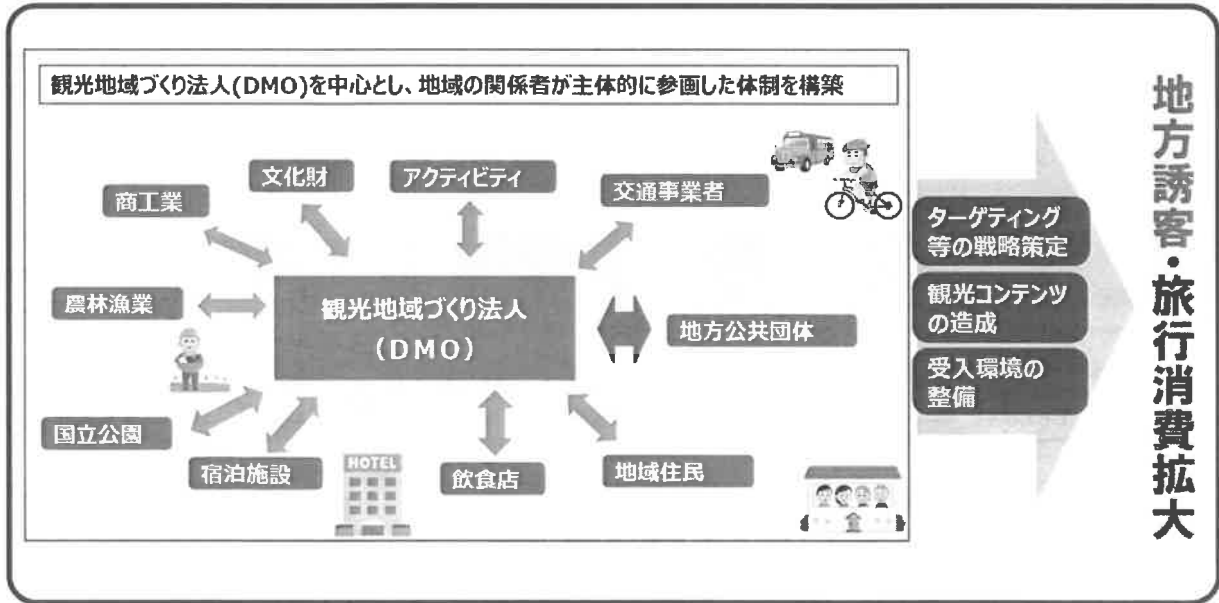 観光地域づくり法人(DMO)を中心とし、地域の関係者が主体的に参画した体制を構築
文化財
アクティビティ
商工業
交通事業者
農林漁業
観光地域づくり法人
(DMO)
地方公共団体
国立公園
宿泊施設
HOTEL
飲食店
地域住民
ターゲティング
等の戦略策定
観光コンテンツ
の造成
受入環境の
整備
地方誘客・旅行消費拡大